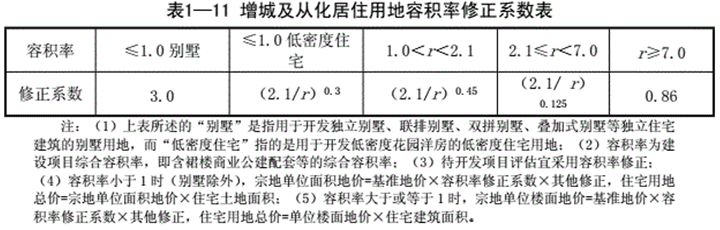 表1—11 增城及从化居住用地容积率修正系数表
容积率 ≤1.0别墅 ≤1.0低密度住宅 1.0<r<2.1 2.1≤r<7.0 r≥7.0
修正系数 3.0 (2.1/r) 0.3 (2.1/r) 0.45 (2.1/ r) 0.125 0.86
注：（1）上表所述的“别墅”是指用于开发独立别墅、联排别墅、双拼别墅、叠加式别墅等独立住宅
建筑的别墅用地，而“低密度住宅”指的是用于开发低密度花园洋房的低密度住宅用地；（2）容积率为建
设项目综合容积率，即含裙楼商业公建配套等的综合容积率；（3）待开发项目评估宜采用容积率修正；
（4）容积率小于1时（别墅除外），宗地单位面积地价=基准地价×容积率修正系数×其他修正，住宅用地
总价=宗地单位面积地价×住宅土地面积；（5）容积率大于或等于1时，宗地单位楼面地价=基准地价×容
积率修正系数×其他修正，住宅用地总价=单位楼面地价×住宅建筑面积。